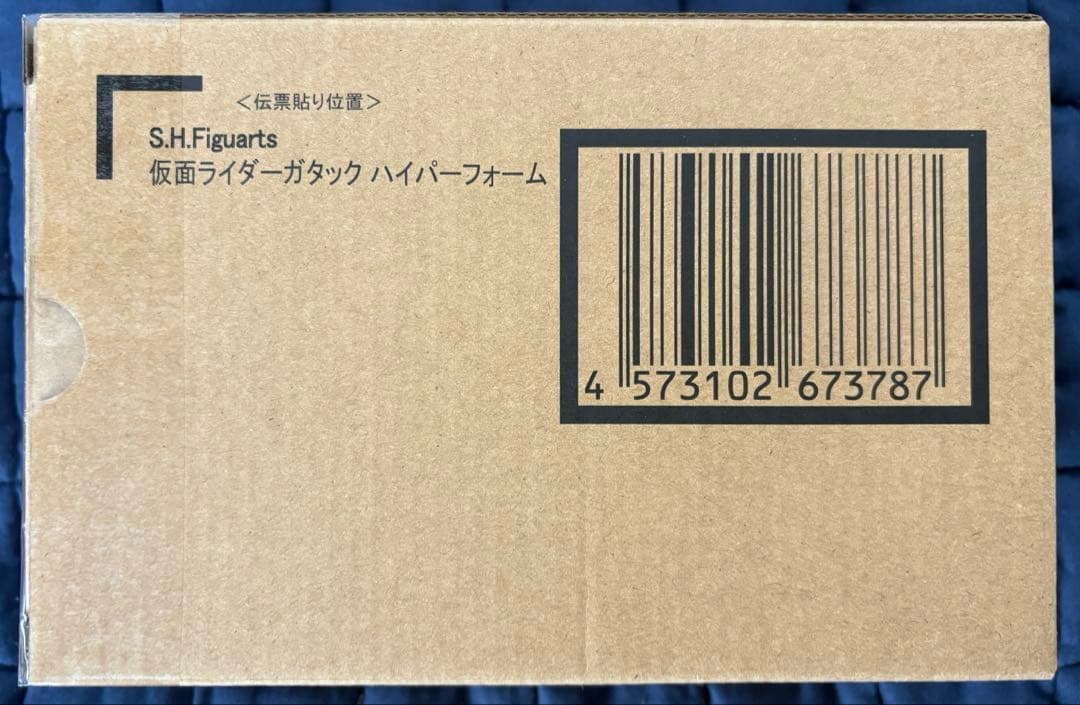 <伝票貼り位置>
S.H.Figuarts
仮面ライダーガタック ハイパーフォーム
4 573102 673787